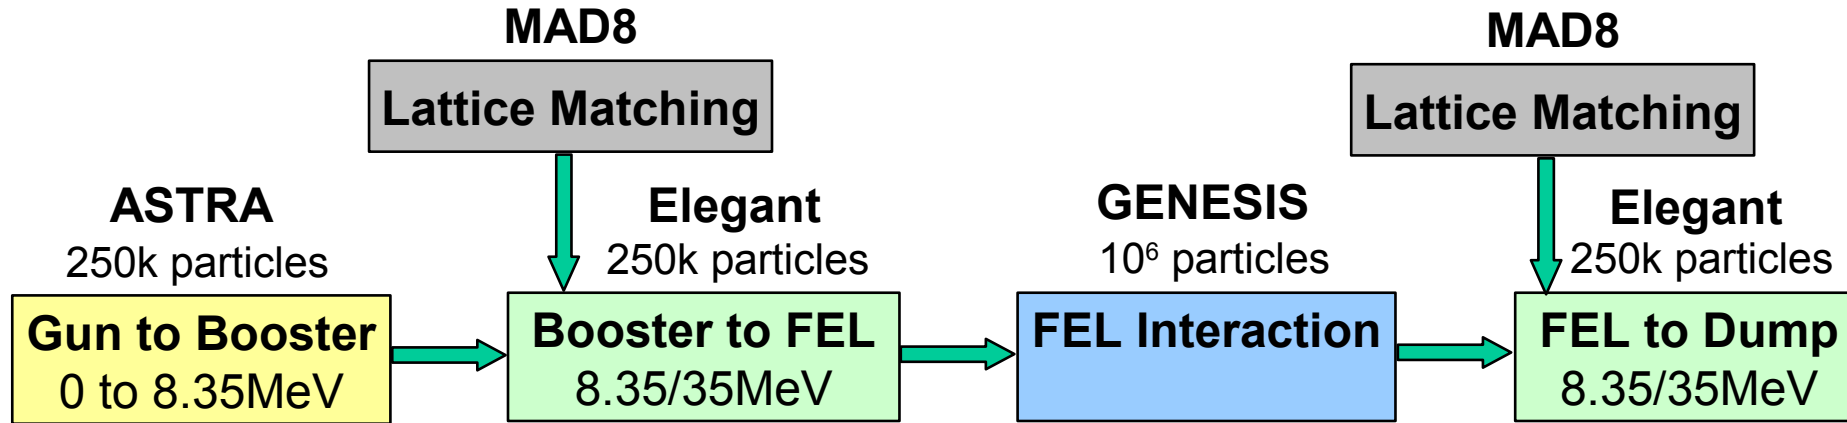 MAD8
Lattice Matching
MAD8
Lattice Matching
ASTRA
250k particles
Gun to Booster
0 to 8.35MeV
Elegant
250k particles
Booster to FEL
8.35/35MeV
GENESIS
10⁶ particles
FEL Interaction
Elegant
250k particles
FEL to Dump
8.35/35MeV